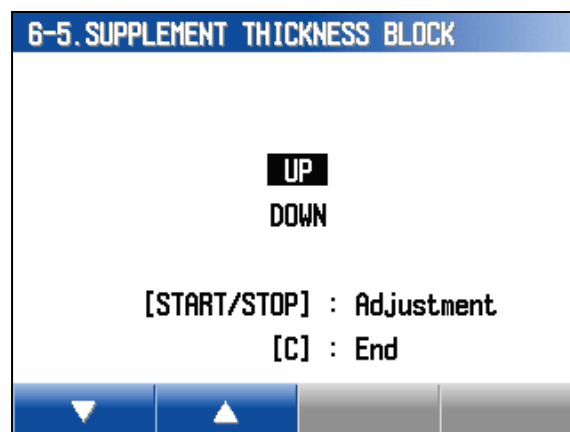 6-5.SUPPLEMENT THICKNESS BLOCK
UP
DOWN
[START/STOP] : Adjustment
[C] : End
▼ ▲